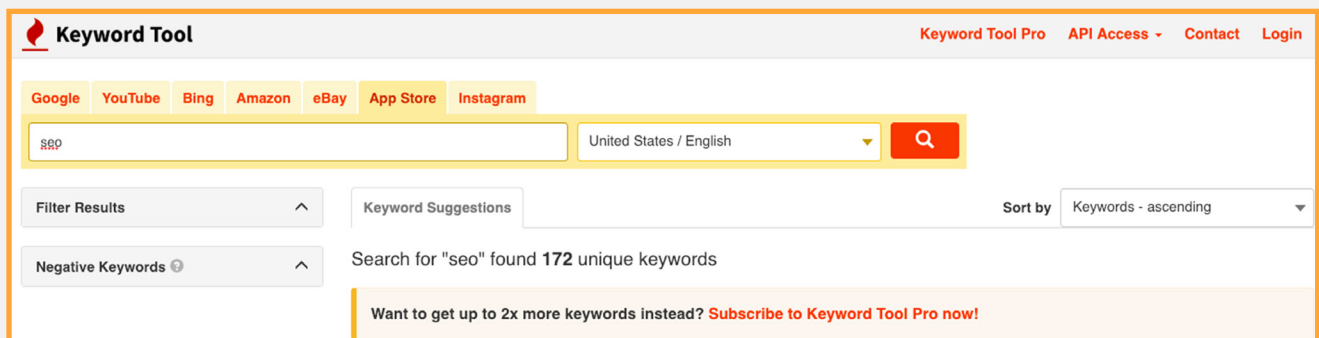 Keyword Tool
Keyword Tool Pro API Access Contact Login
Google YouTube Bing Amazon eBay App Store Instagram
seo United States / English
Filter Results
Keyword Suggestions Sort by Keywords - ascending
Negative Keywords ?
Search for "seo" found 172 unique keywords
Want to get up to 2x more keywords instead? Subscribe to Keyword Tool Pro now!